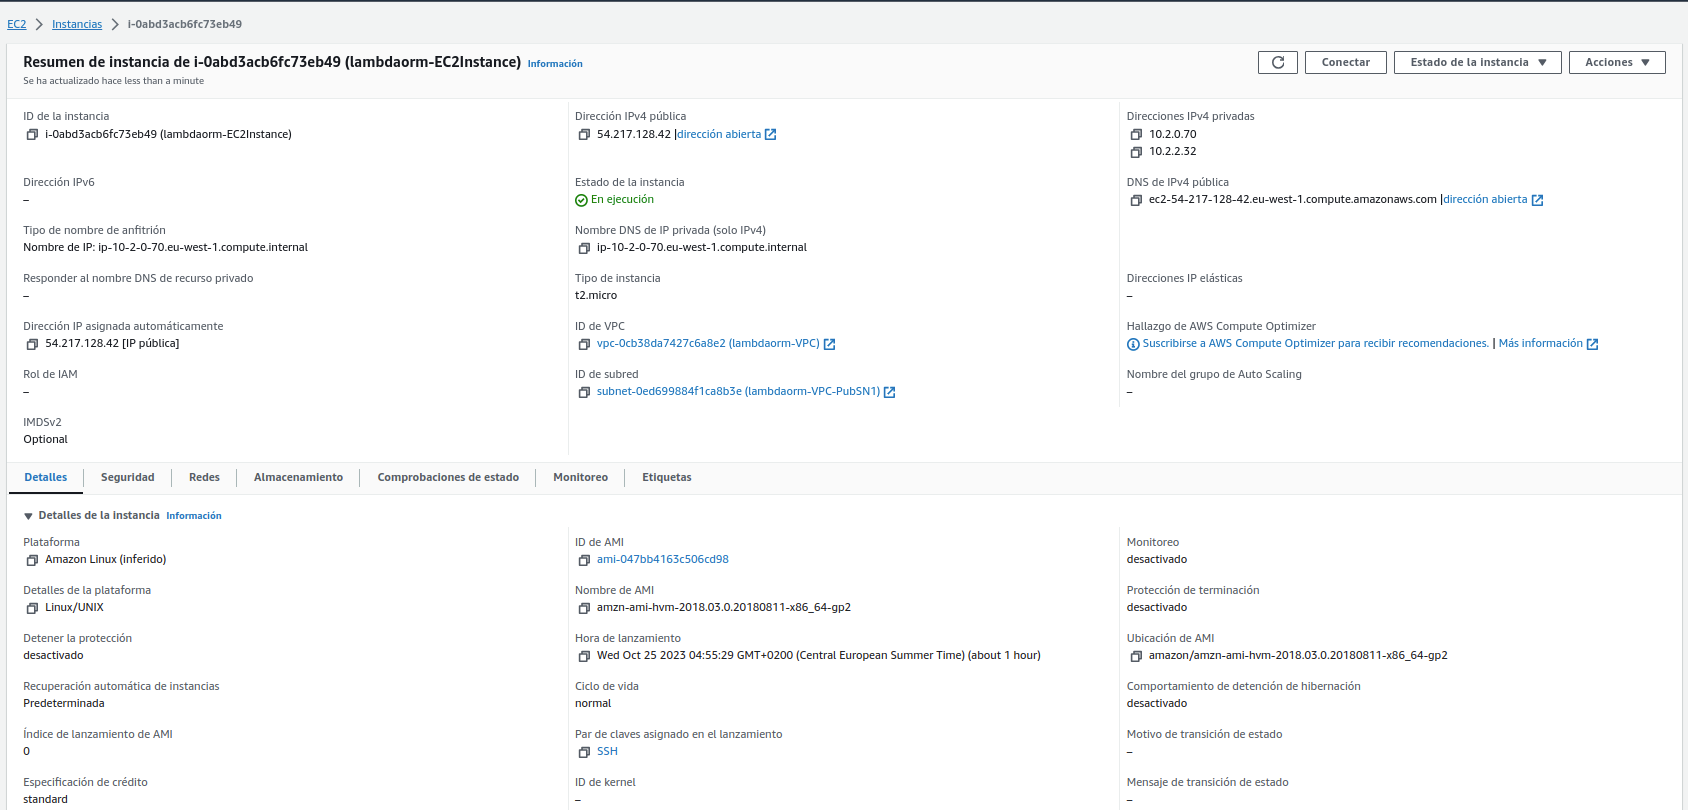 EC2 > Instancias > i-0abd3acb6fc73eb49
Resumen de instancia de i-0abd3acb6fc73eb49 (lambdaorm-EC2Instance) Información
Se ha actualizado hace less than a minute
Conectar
Estado de la instancia ▼
Acciones ▼
ID de la instancia
i-0abd3acb6fc73eb49 (lambdaorm-EC2Instance)
Dirección IPv4 pública
54.217.128.42 |dirección abierta
Direcciones IPv4 privadas
10.2.0.70
10.2.2.32
Dirección IPv6
–
Estado de la instancia
En ejecución
DNS de IPv4 pública
ec2-54-217-128-42.eu-west-1.compute.amazonaws.com |dirección abierta
Tipo de nombre de anfitrión
Nombre de IP: ip-10-2-0-70.eu-west-1.compute.internal
Nombre DNS de IP privada (solo IPv4)
ip-10-2-0-70.eu-west-1.compute.internal
Responder al nombre DNS de recurso privado
–
Tipo de instancia
t2.micro
Direcciones IP elásticas
–
Dirección IP asignada automáticamente
54.217.128.42 [IP pública]
ID de VPC
vpc-0cb38da7427c6a8e2 (lambdaorm-VPC)
Hallazgo de AWS Compute Optimizer
Suscribirse a AWS Compute Optimizer para recibir recomendaciones. | Más información
Rol de IAM
–
ID de subred
subnet-0ed699884f1ca8b3e (lambdaorm-VPC-PubSN1)
Nombre del grupo de Auto Scaling
–
IMDSv2
Optional
Detalles
Seguridad
Redes
Almacenamiento
Comprobaciones de estado
Monitoreo
Etiquetas
▼ Detalles de la instancia Información
Plataforma
Amazon Linux (inferido)
ID de AMI
ami-047bb4163c506cd98
Monitoreo
desactivado
Detalles de la plataforma
Linux/UNIX
Nombre de AMI
amzn-ami-hvm-2018.03.0.20180811-x86_64-gp2
Protección de terminación
desactivado
Detener la protección
desactivado
Hora de lanzamiento
Wed Oct 25 2023 04:55:29 GMT+0200 (Central European Summer Time) (about 1 hour)
Ubicación de AMI
amazon/amzn-ami-hvm-2018.03.0.20180811-x86_64-gp2
Recuperación automática de instancias
Predeterminada
Ciclo de vida
normal
Comportamiento de detención de hibernación
desactivado
Índice de lanzamiento de AMI
0
Par de claves asignado en el lanzamiento
SSH
Motivo de transición de estado
–
Especificación de crédito
standard
ID de kernel
–
Mensaje de transición de estado
–